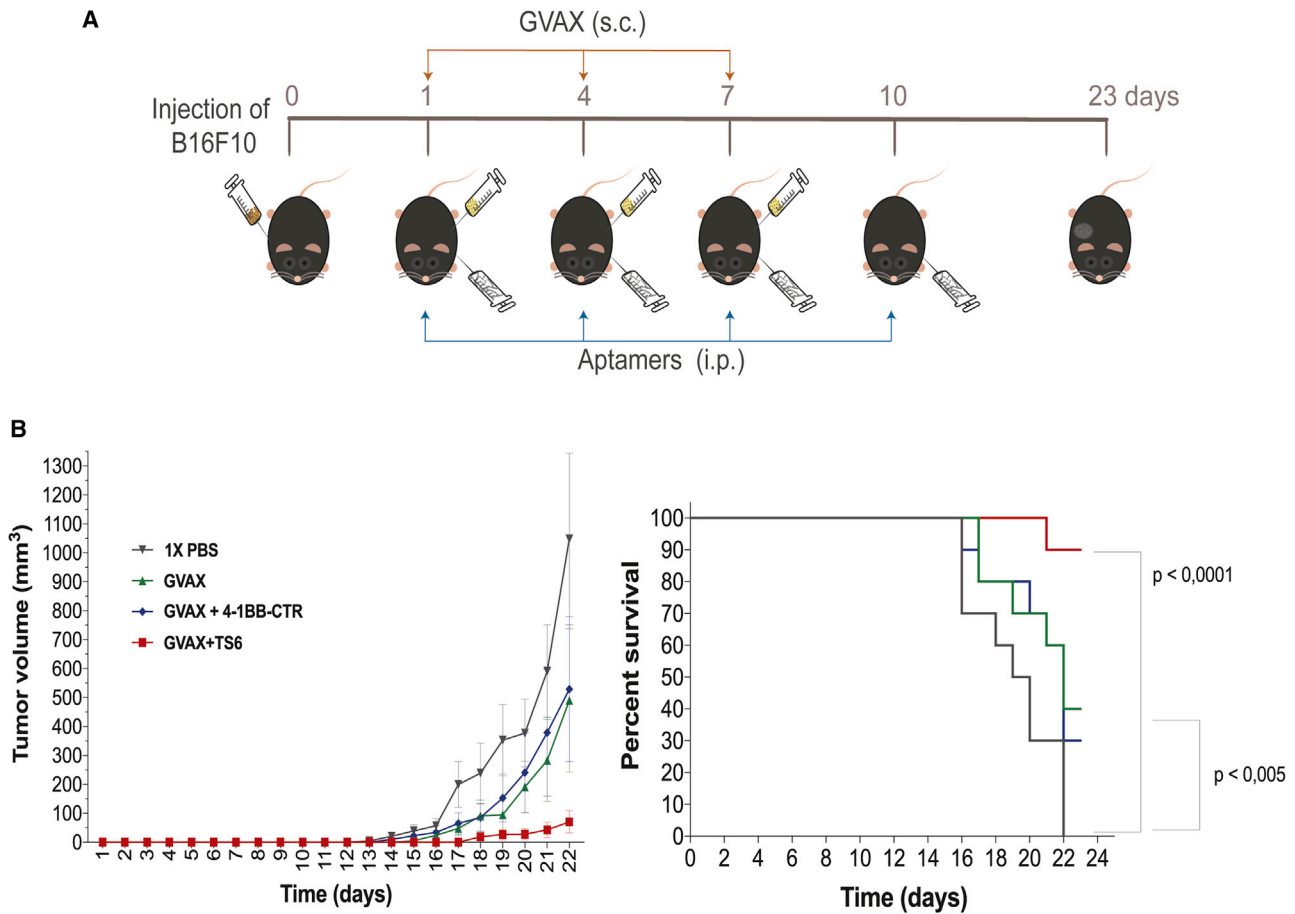 A
GVAX (s.c.)
0 1 4 7 10 23 days
Injection of
B16F10
Aptamers (i.p.)
B
1300
1200
1100
1000
900
800
700
600
500
400
300
200
100
0
Tumor volume (mm3)
1X PBS
GVAX
GVAX + 4-1BB-CTR
GVAX+TS6
1 2 3 4 5 6 7 8 9 10 11 12 13 14 15 16 17 18 19 20 21 22
Time (days)
100
90
80
70
60
50
40
30
20
10
0
Percent survival
0 2 4 6 8 10 12 14 16 18 20 22 24
Time (days)
p < 0,0001
p < 0,005